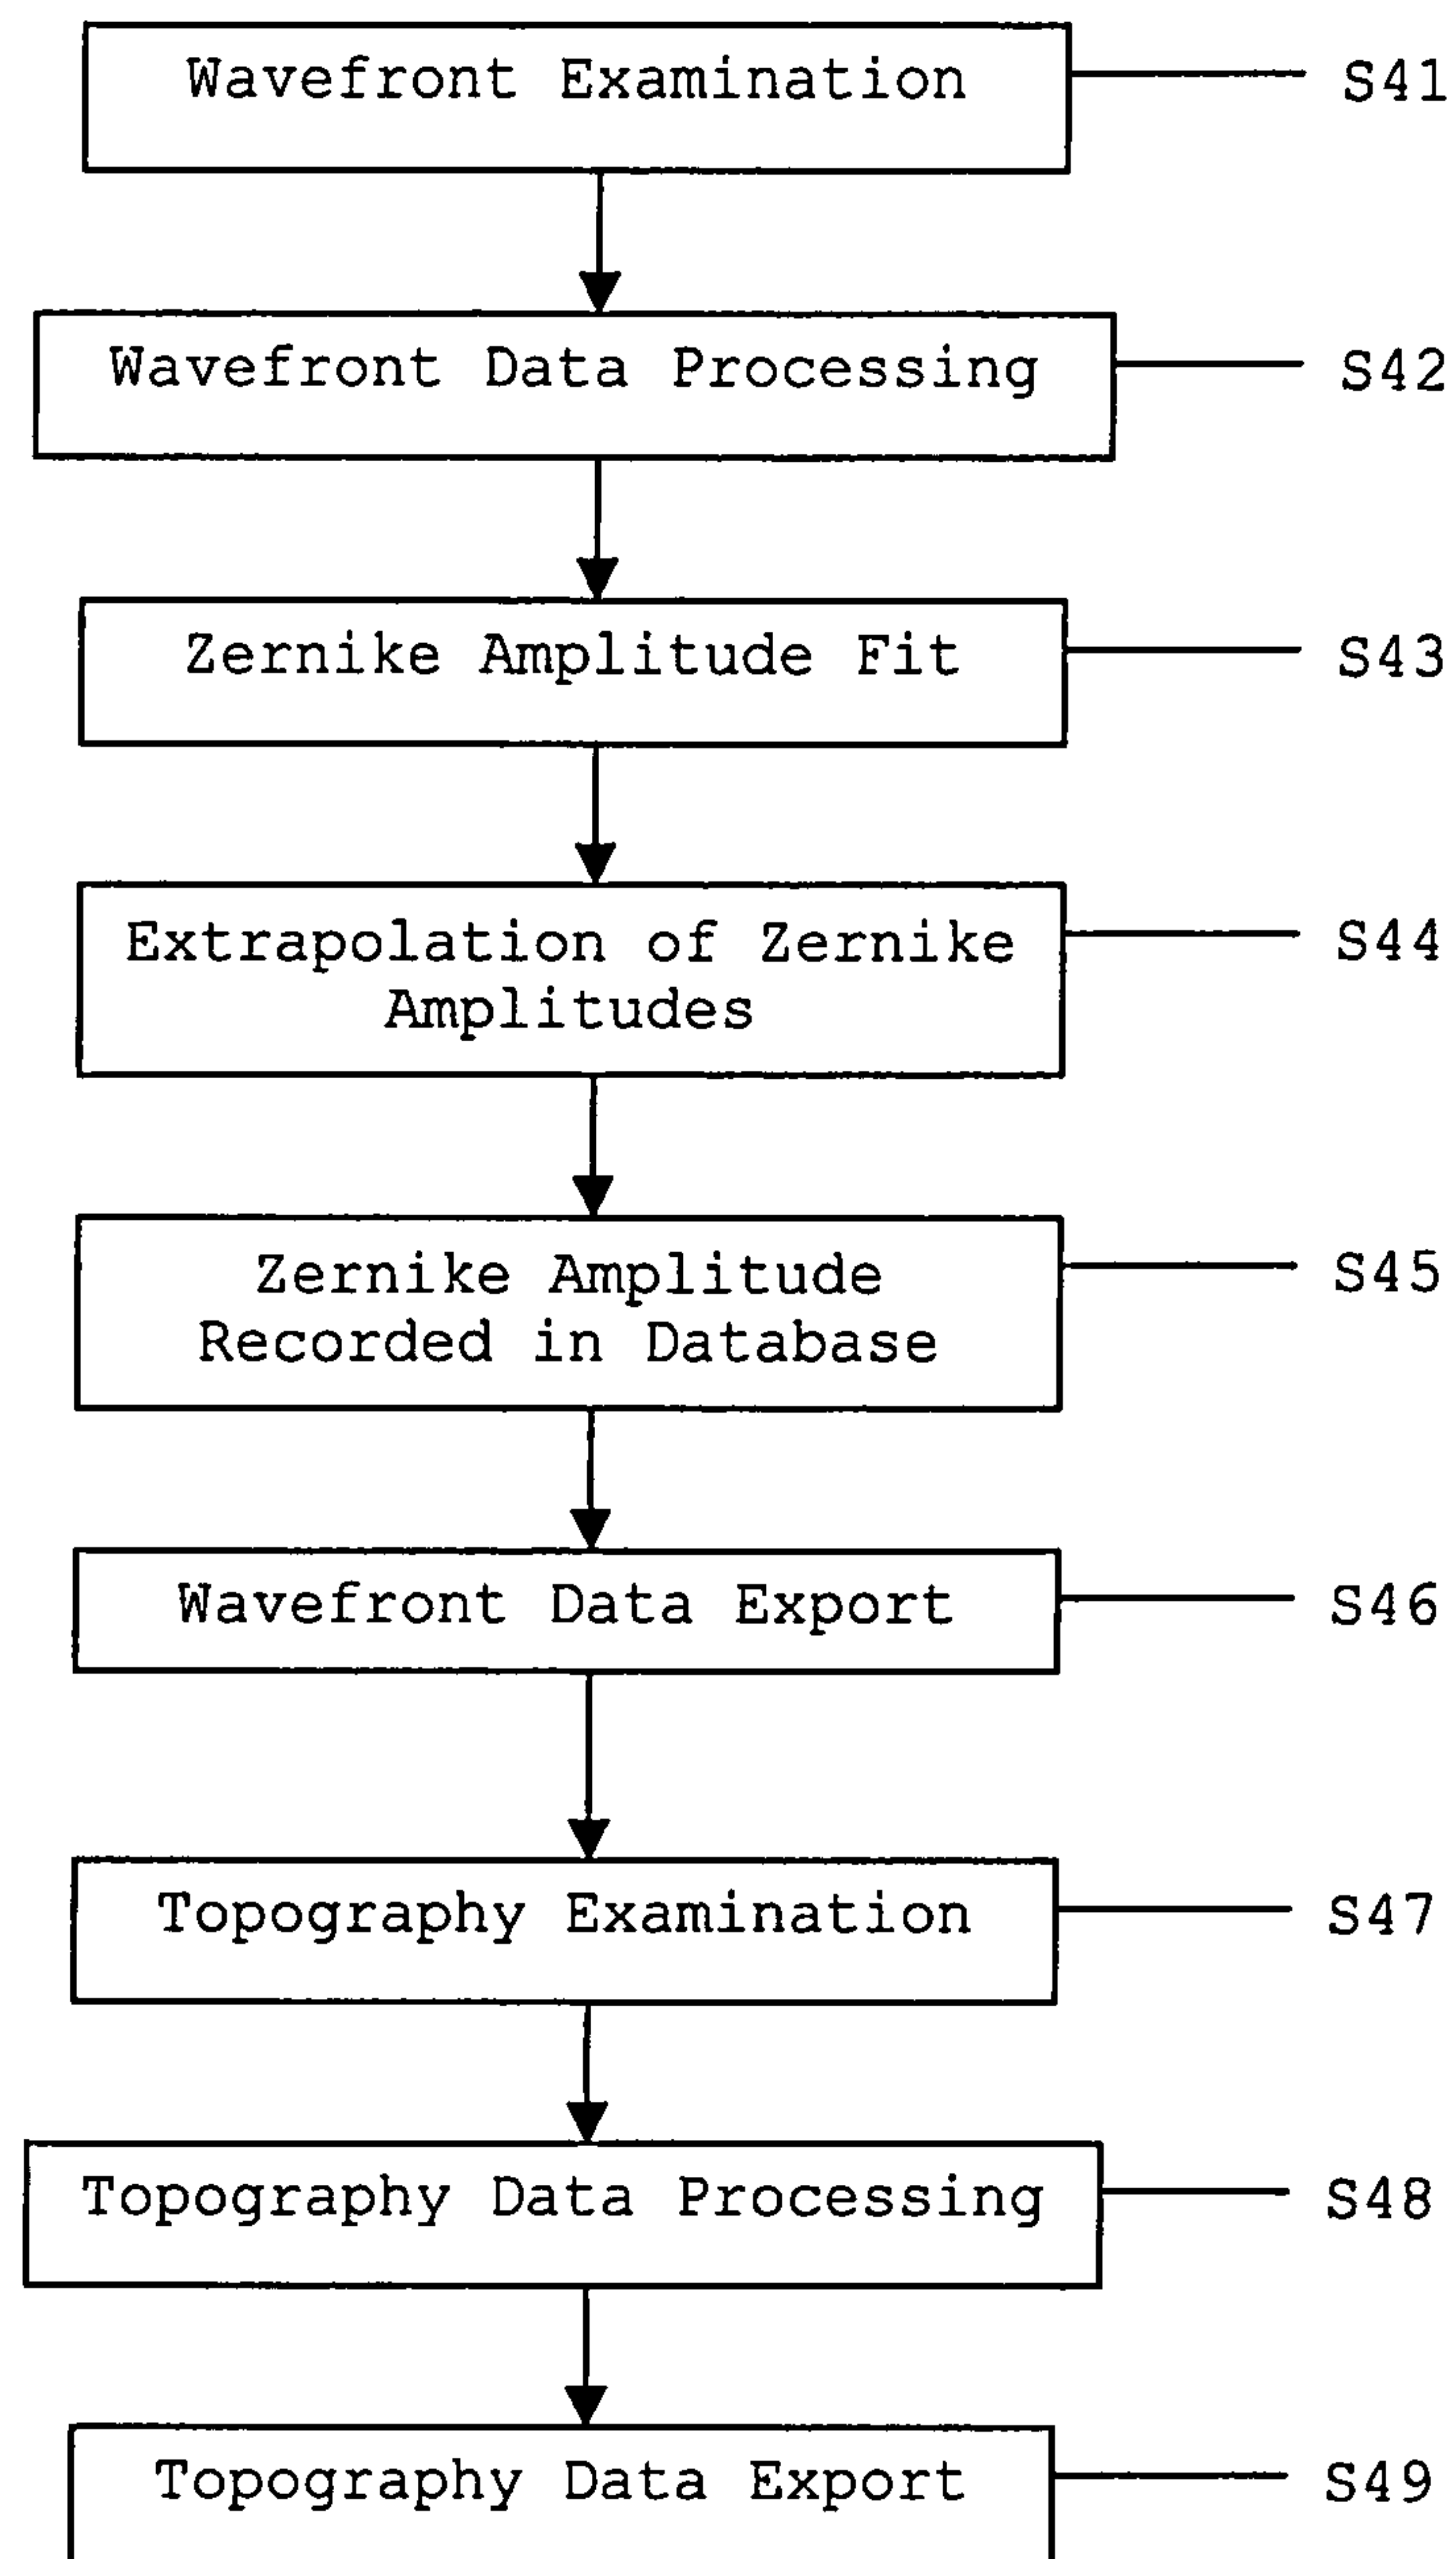 Wavefront Examination
S41
Wavefront Data Processing
S42
Zernike Amplitude Fit
S43
Extrapolation of Zernike
Amplitudes
S44
Zernike Amplitude
Recorded in Database
S45
Wavefront Data Export
S46
Topography Examination
S47
Topography Data Processing
S48
Topography Data Export
S49